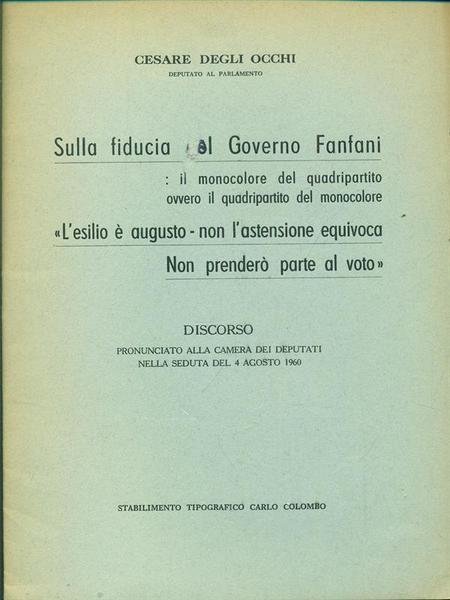 CESARE DEGLI OCCHI
DEPUTATO AL PARLAMENTO
Sulla fiducia al Governo Fanfani
: il monocolore del quadripartito
ovvero il quadripartito del monocolore
«L'esilio è augusto - non l'astensione equivoca
Non prenderò parte al voto»
DISCORSO
PRONUNCIATO ALLA CAMERA DEI DEPUTATI
NELLA SEDUTA DEL 4 AGOSTO 1960
STABILIMENTO TIPOGRAFICO CARLO COLOMBO